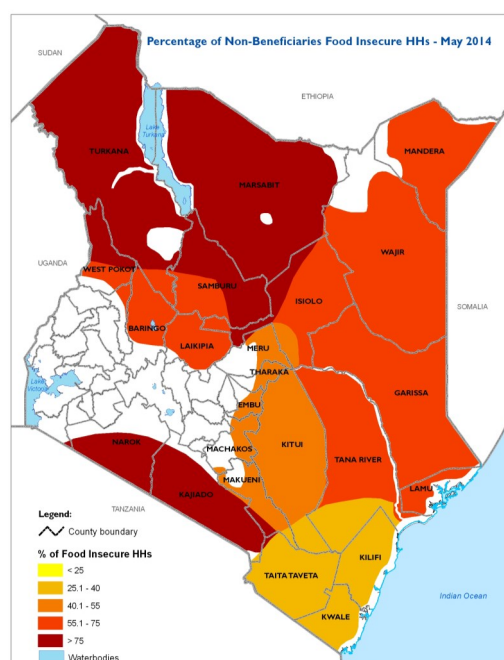 Percentage of Non-Beneficiaries Food Insecure HHs - May 2014
SUDAN
ETHIOPIA
Lake
Turkana
TURKANA
MANDERA
MARSABIT
WAJIR
UGANDA
WEST POKOT
SAMBURU
ISIOLO
SOMALIA
BARINGO
LAIKIPIA
MERU
THARAKA
Lake
Victoria
GARISSA
EMBU
NAROK
MACHAKOS
KITUI
TANA RIVER
MAKUENI
KAJIADO
LAMU
TANZANIA
KILIFI
TAITA TAVETA
KWALE
Indian Ocean
Legend:
County boundary
% of Food Insecure HHs
< 25
25.1 - 40
40.1 - 55
55.1 - 75
> 75
Waterbodies